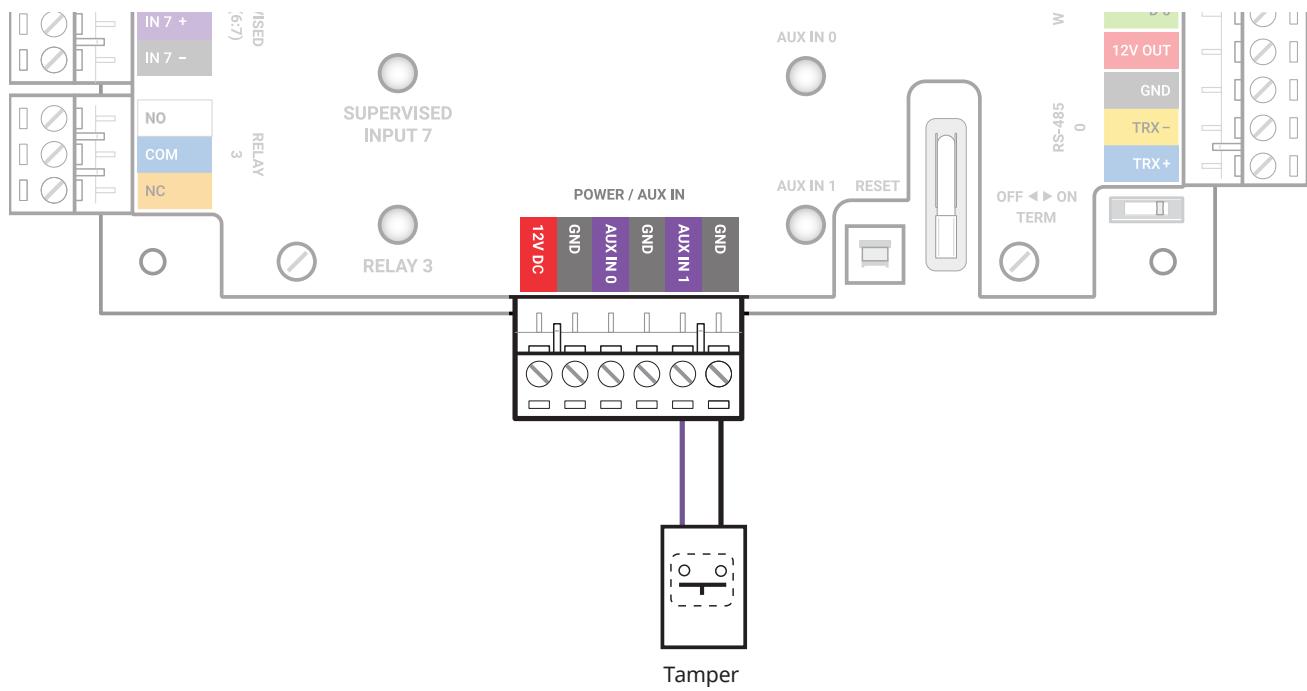 IN 7 +
IN 7 –
(6:7)
NO
COM
NC
RELAY
3
SUPERVISED
INPUT 7
RELAY 3
AUX IN 0
AUX IN 1
POWER / AUX IN
12V DC
GND
AUX IN 0
GND
AUX IN 1
GND
RESET
OFF ◄ ► ON
TERM
W
12V OUT
GND
TRX –
TRX +
RS-485
0
Tamper